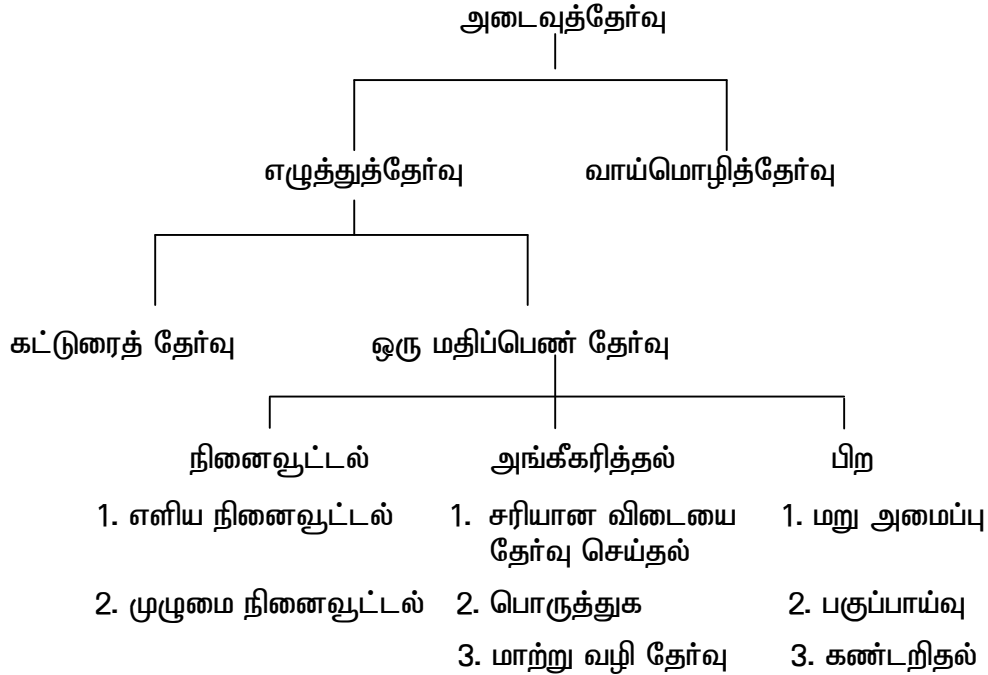 அடைவுத்தேர்வு
எழுத்துத்தேர்வு வாய்மொழித்தேர்வு
கட்டுரைத் தேர்வு ஒரு மதிப்பெண் தேர்வு
நினைவூட்டல் அங்கீகரித்தல் பிற
1. எளிய நினைவூட்டல் 1. சரியான விடையை 1. மறு அமைப்பு
தேர்வு செய்தல்
2. முழுமை நினைவூட்டல் 2. பொருத்துக 2. பகுப்பாய்வு
3. மாற்று வழி தேர்வு 3. கண்டறிதல்